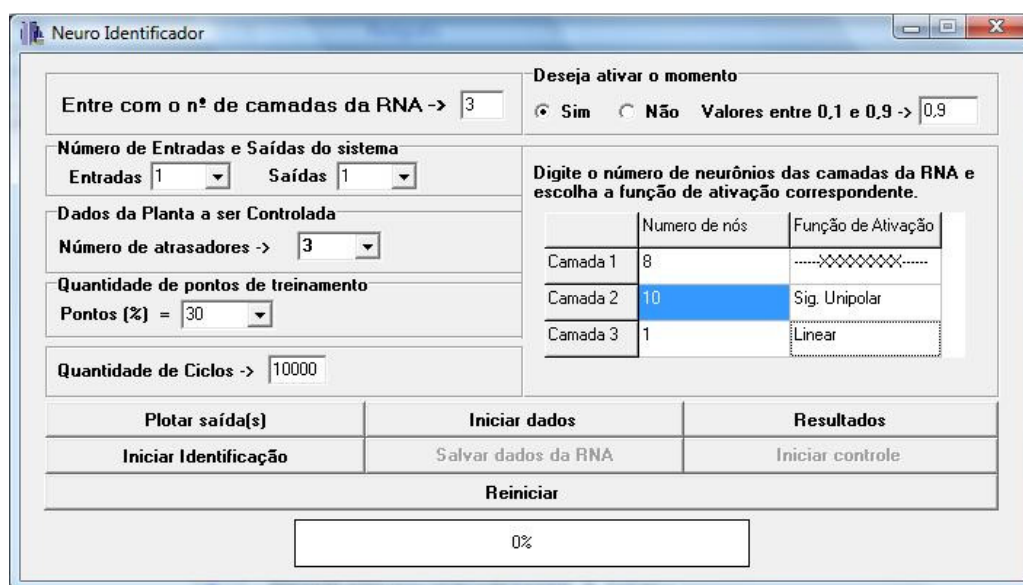 Neuro Identificador
Entre com o nº de camadas da RNA -> 3
Deseja ativar o momento
Sim Não Valores entre 0,1 e 0,9 -> 0,9
Número de Entradas e Saídas do sistema
Entradas 1 Saídas 1
Dados da Planta a ser Controlada
Número de atrasadores -> 3
Quantidade de pontos de treinamento
Pontos (%) = 30
Quantidade de Ciclos -> 10000
Digite o número de neurônios das camadas da RNA e
escolha a função de ativação correspondente.
Numero de nós Função de Ativação
Camada 1 8 -----XXXXXXXX-----
Camada 2 10 Sig. Unipolar
Camada 3 1 Linear
Plotar saída(s) Iniciar dados Resultados
Iniciar Identificação Salvar dados da RNA Iniciar controle
Reiniciar
0%